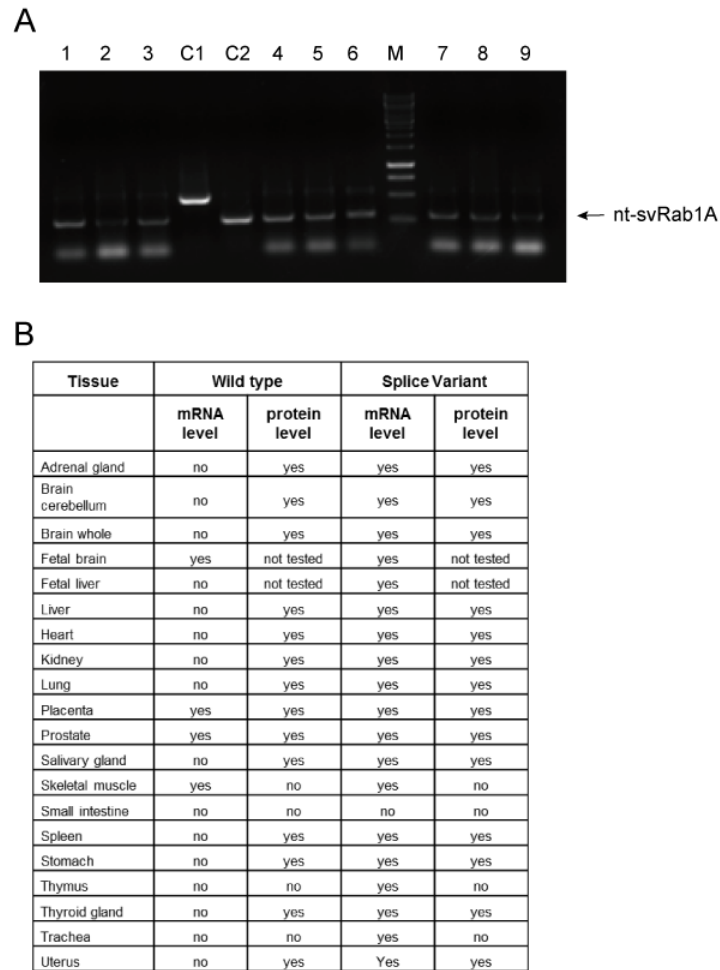 A
1 2 3 C1 C2 4 5 6 M 7 8 9
nt-svRab1A
B
Tissue Wild type Splice Variant
mRNA level protein level mRNA level protein level
Adrenal gland no yes yes yes
Brain cerebellum no yes yes yes
Brain whole no yes yes yes
Fetal brain yes not tested yes not tested
Fetal liver no not tested yes not tested
Liver no yes yes yes
Heart no yes yes yes
Kidney no yes yes yes
Lung no yes yes yes
Placenta yes yes yes yes
Prostate yes yes yes yes
Salivary gland no yes yes yes
Skeletal muscle yes no yes no
Small intestine no no no no
Spleen no yes yes yes
Stomach no yes yes yes
Thymus no no yes no
Thyroid gland no yes yes yes
Trachea no no yes no
Uterus no yes Yes yes